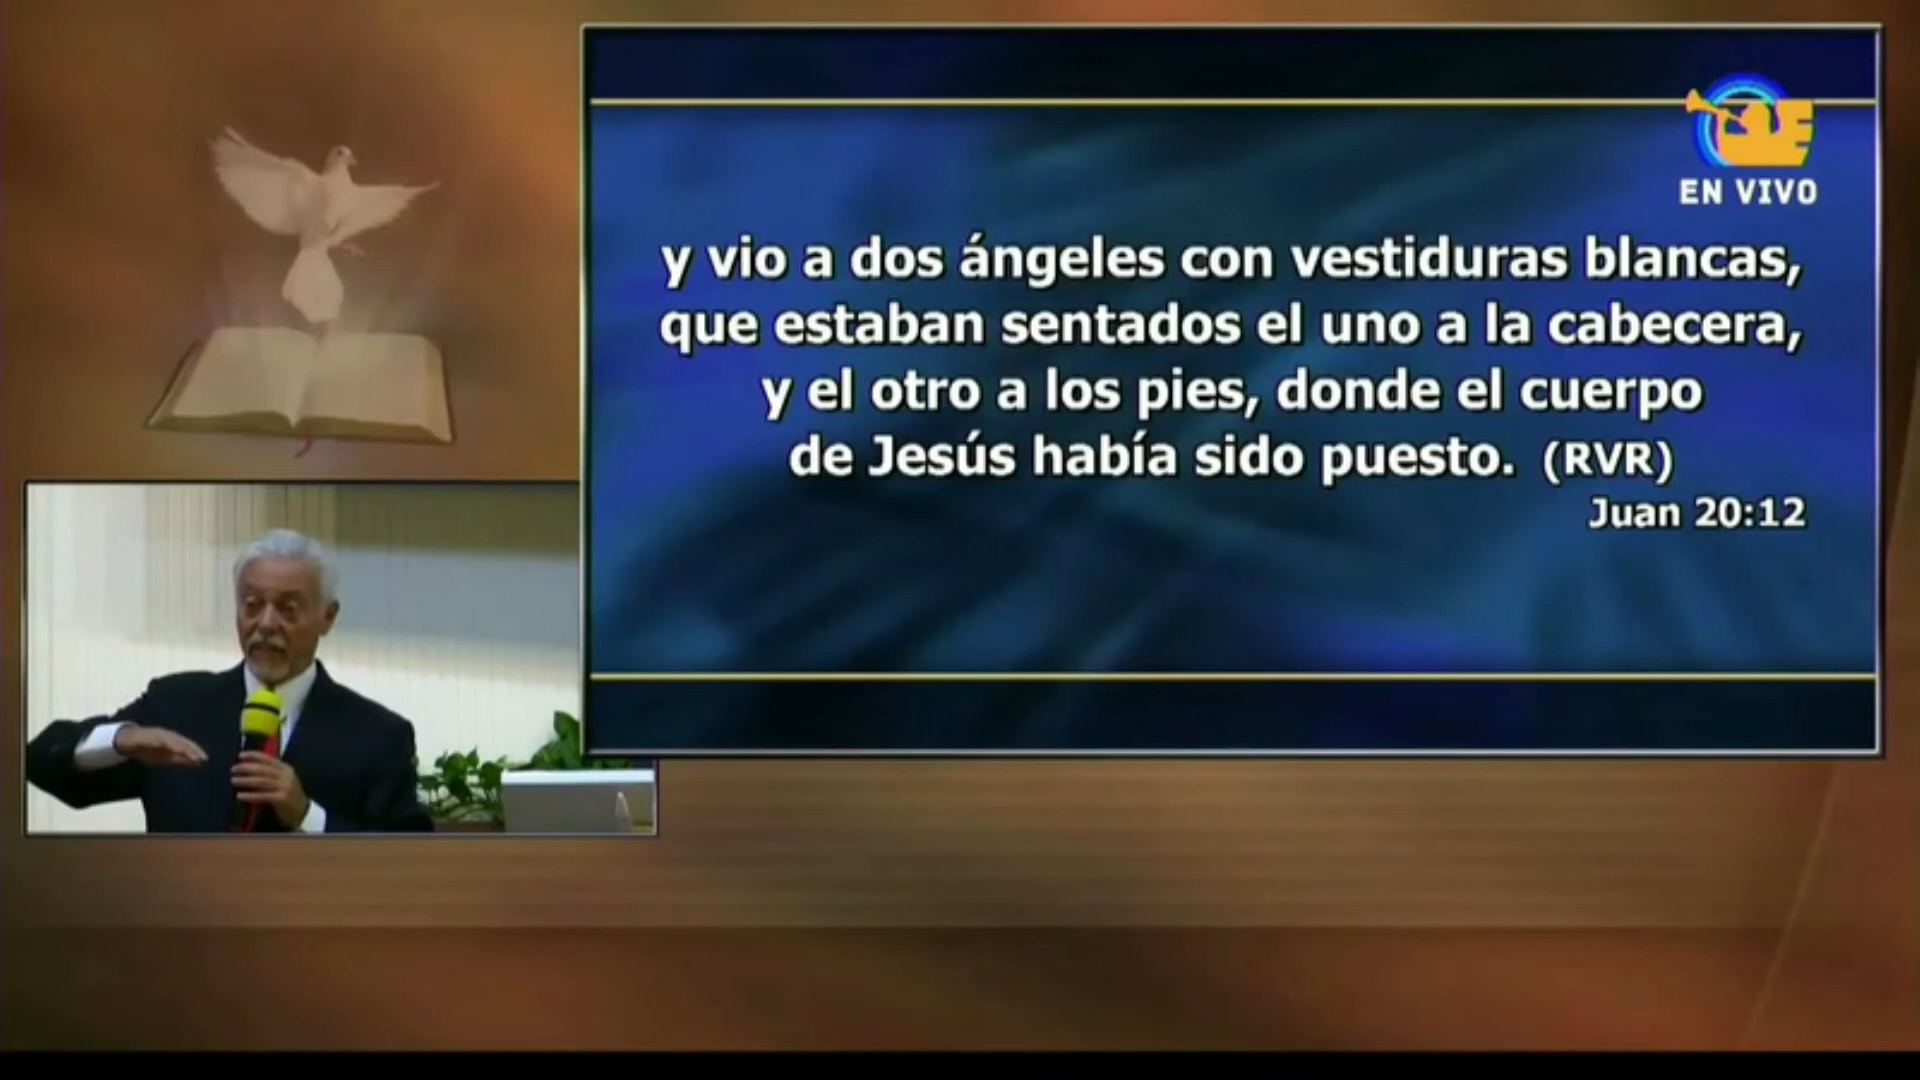 EN VIVO
y vio a dos ángeles con vestiduras blancas,
que estaban sentados el uno a la cabecera,
y el otro a los pies, donde el cuerpo
de Jesús había sido puesto. (RVR)
Juan 20:12